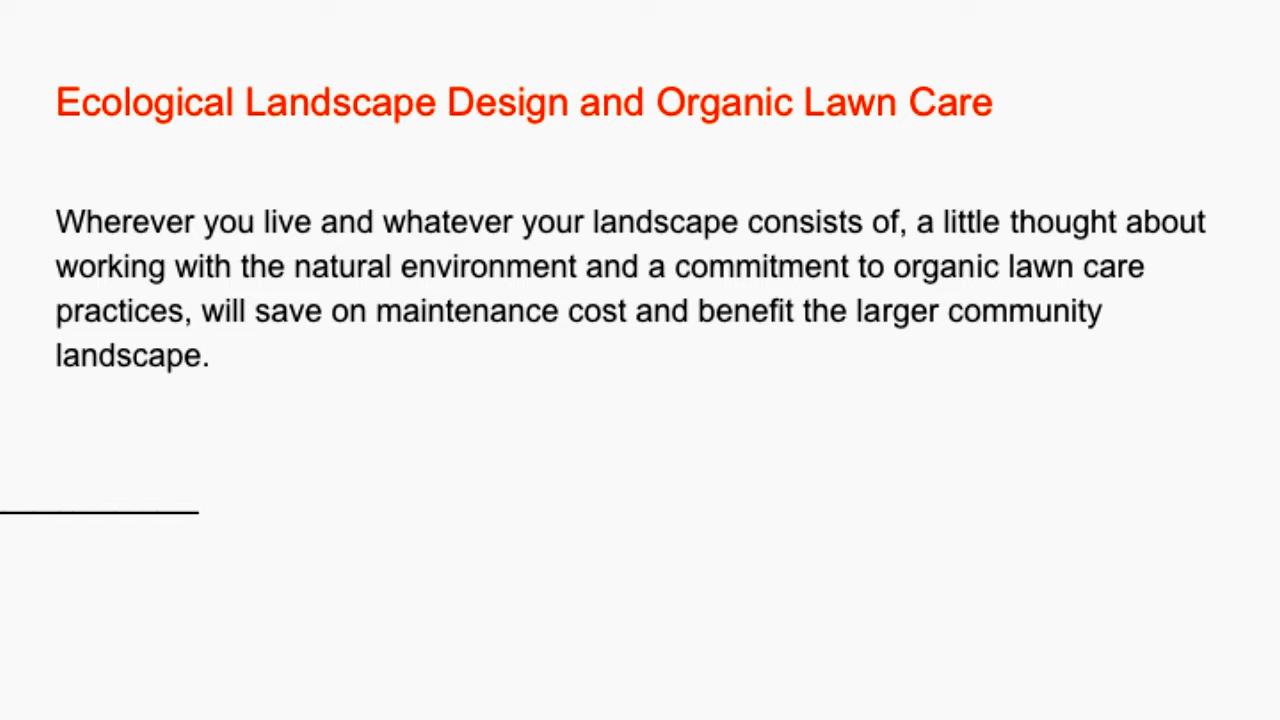 Ecological Landscape Design and Organic Lawn Care
Wherever you live and whatever your landscape consists of, a little thought about
working with the natural environment and a commitment to organic lawn care
practices, will save on maintenance cost and benefit the larger community
landscape.